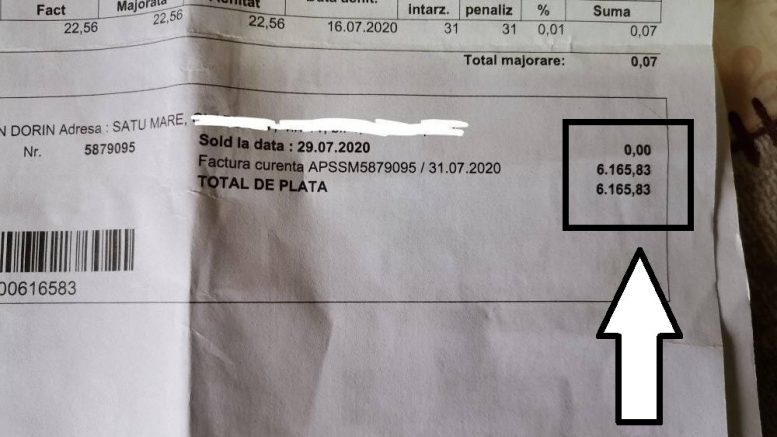 Fact Majorata Achitat intarz. penaliz % Suma
22,56 22,56 22,56 16.07.2020 31 31 0,01 0,07
Total majorare: 0,07
N DORIN Adresa : SATU MARE,
Nr. 5879095
Sold la data : 29.07.2020 0,00
Factura curenta APSSM5879095 / 31.07.2020 6.165,83
TOTAL DE PLATA 6.165,83
00616583